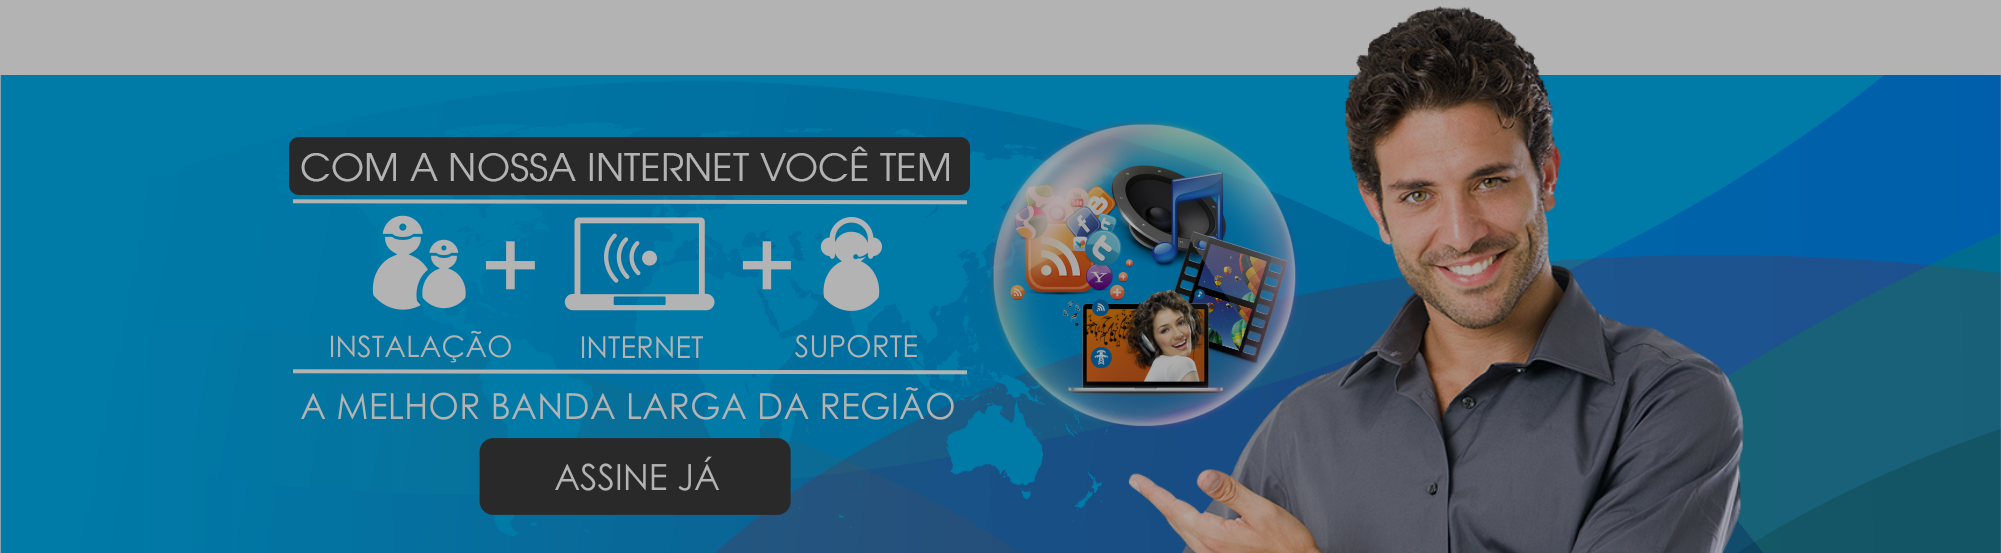 COM A NOSSA INTERNET VOCÊ TEM
INSTALAÇÃO
INTERNET
SUPORTE
A MELHOR BANDA LARGA DA REGIÃO
ASSINE JÁ